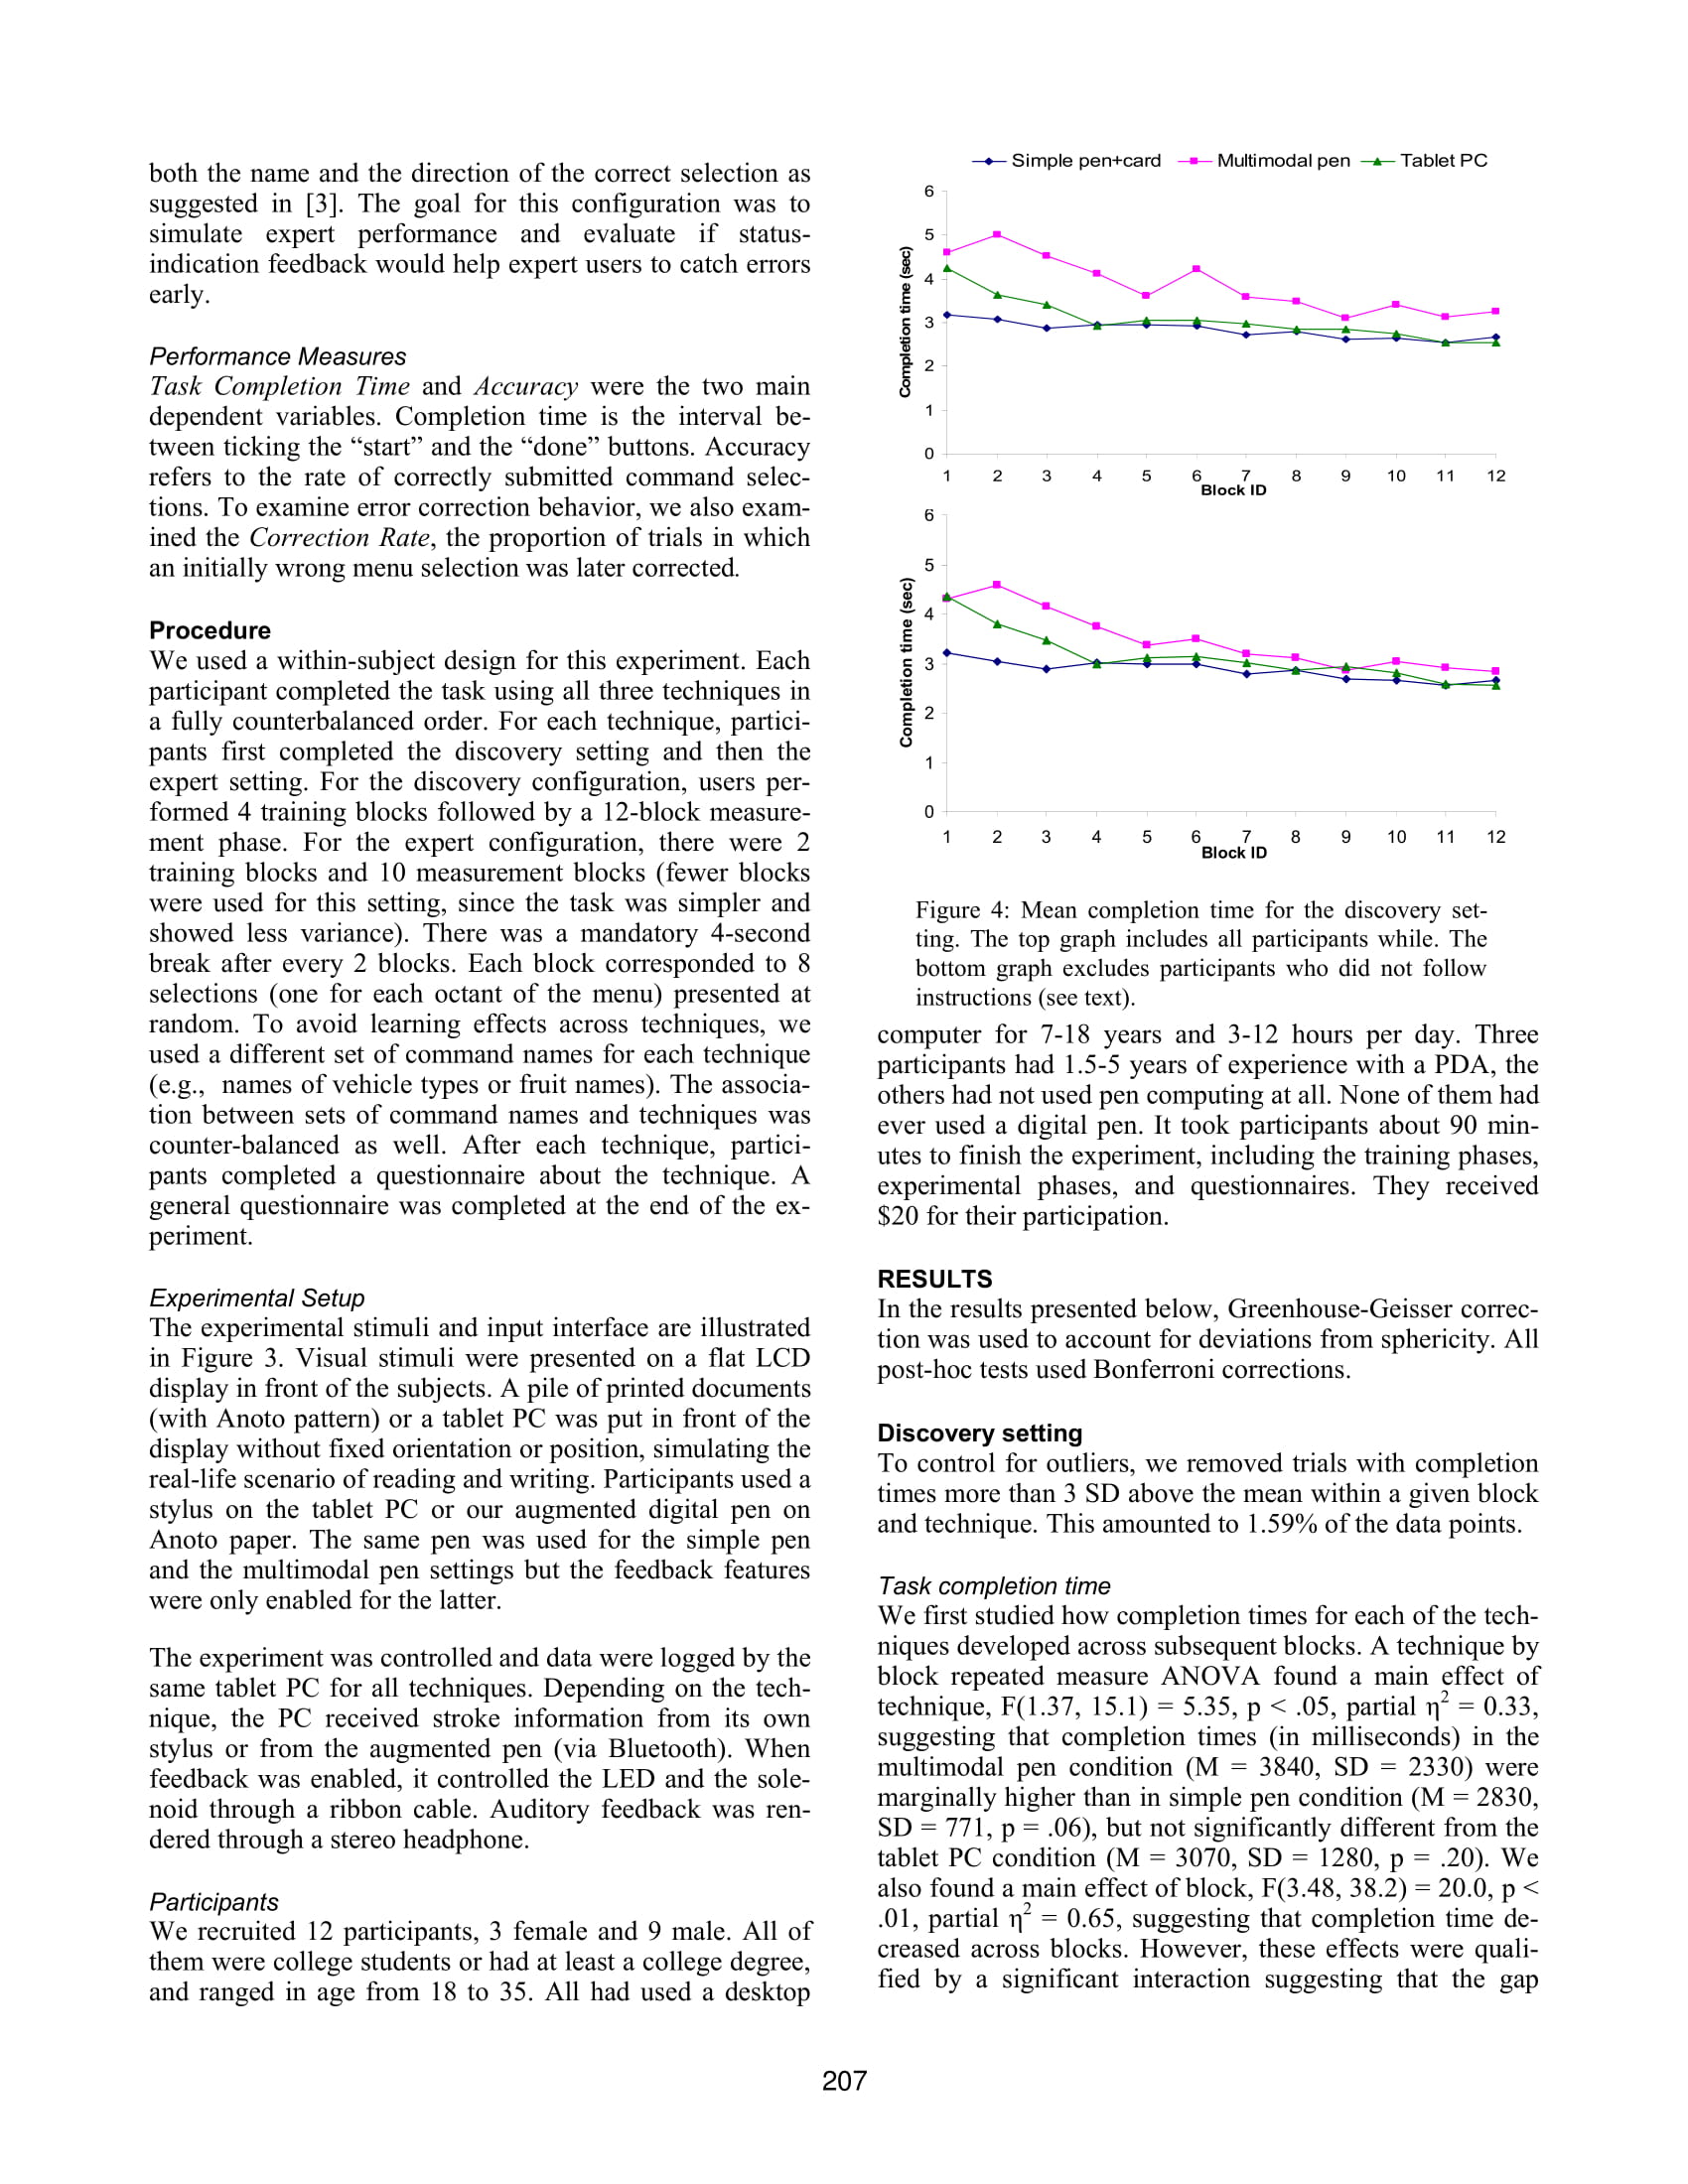 both the name and the direction of the correct selection as
suggested in [3]. The goal for this configuration was to
simulate expert performance and evaluate if status-
indication feedback would help expert users to catch errors
early.
Performance Measures
Task Completion Time and Accuracy were the two main
dependent variables. Completion time is the interval be-
tween ticking the “start” and the “done” buttons. Accuracy
refers to the rate of correctly submitted command selec-
tions. To examine error correction behavior, we also exam-
ined the Correction Rate, the proportion of trials in which
an initially wrong menu selection was later corrected.
Procedure
We used a within-subject design for this experiment. Each
participant completed the task using all three techniques in
a fully counterbalanced order. For each technique, partici-
pants first completed the discovery setting and then the
expert setting. For the discovery configuration, users per-
formed 4 training blocks followed by a 12-block measure-
ment phase. For the expert configuration, there were 2
training blocks and 10 measurement blocks (fewer blocks
were used for this setting, since the task was simpler and
showed less variance). There was a mandatory 4-second
break after every 2 blocks. Each block corresponded to 8
selections (one for each octant of the menu) presented at
random. To avoid learning effects across techniques, we
used a different set of command names for each technique
(e.g., names of vehicle types or fruit names). The associa-
tion between sets of command names and techniques was
counter-balanced as well. After each technique, partici-
pants completed a questionnaire about the technique. A
general questionnaire was completed at the end of the ex-
periment.
Experimental Setup
The experimental stimuli and input interface are illustrated
in Figure 3. Visual stimuli were presented on a flat LCD
display in front of the subjects. A pile of printed documents
(with Anoto pattern) or a tablet PC was put in front of the
display without fixed orientation or position, simulating the
real-life scenario of reading and writing. Participants used a
stylus on the tablet PC or our augmented digital pen on
Anoto paper. The same pen was used for the simple pen
and the multimodal pen settings but the feedback features
were only enabled for the latter.
The experiment was controlled and data were logged by the
same tablet PC for all techniques. Depending on the tech-
nique, the PC received stroke information from its own
stylus or from the augmented pen (via Bluetooth). When
feedback was enabled, it controlled the LED and the sole-
noid through a ribbon cable. Auditory feedback was ren-
dered through a stereo headphone.
Participants
We recruited 12 participants, 3 female and 9 male. All of
them were college students or had at least a college degree,
and ranged in age from 18 to 35. All had used a desktop
Simple pen+card Multimodal pen Tablet PC
6
5
4
3
2
1
0
Completion time (sec)
1 2 3 4 5 6 7 8 9 10 11 12
Block ID
6
5
4
3
2
1
0
Completion time (sec)
1 2 3 4 5 6 7 8 9 10 11 12
Block ID
Figure 4: Mean completion time for the discovery set-
ting. The top graph includes all participants while. The
bottom graph excludes participants who did not follow
instructions (see text).
computer for 7-18 years and 3-12 hours per day. Three
participants had 1.5-5 years of experience with a PDA, the
others had not used pen computing at all. None of them had
ever used a digital pen. It took participants about 90 min-
utes to finish the experiment, including the training phases,
experimental phases, and questionnaires. They received
$20 for their participation.
RESULTS
In the results presented below, Greenhouse-Geisser correc-
tion was used to account for deviations from sphericity. All
post-hoc tests used Bonferroni corrections.
Discovery setting
To control for outliers, we removed trials with completion
times more than 3 SD above the mean within a given block
and technique. This amounted to 1.59% of the data points.
Task completion time
We first studied how completion times for each of the tech-
niques developed across subsequent blocks. A technique by
block repeated measure ANOVA found a main effect of
technique, F(1.37, 15.1) = 5.35, p < .05, partial η² = 0.33,
suggesting that completion times (in milliseconds) in the
multimodal pen condition (M = 3840, SD = 2330) were
marginally higher than in simple pen condition (M = 2830,
SD = 771, p = .06), but not significantly different from the
tablet PC condition (M = 3070, SD = 1280, p = .20). We
also found a main effect of block, F(3.48, 38.2) = 20.0, p <
.01, partial η² = 0.65, suggesting that completion time de-
creased across blocks. However, these effects were quali-
fied by a significant interaction suggesting that the gap
207